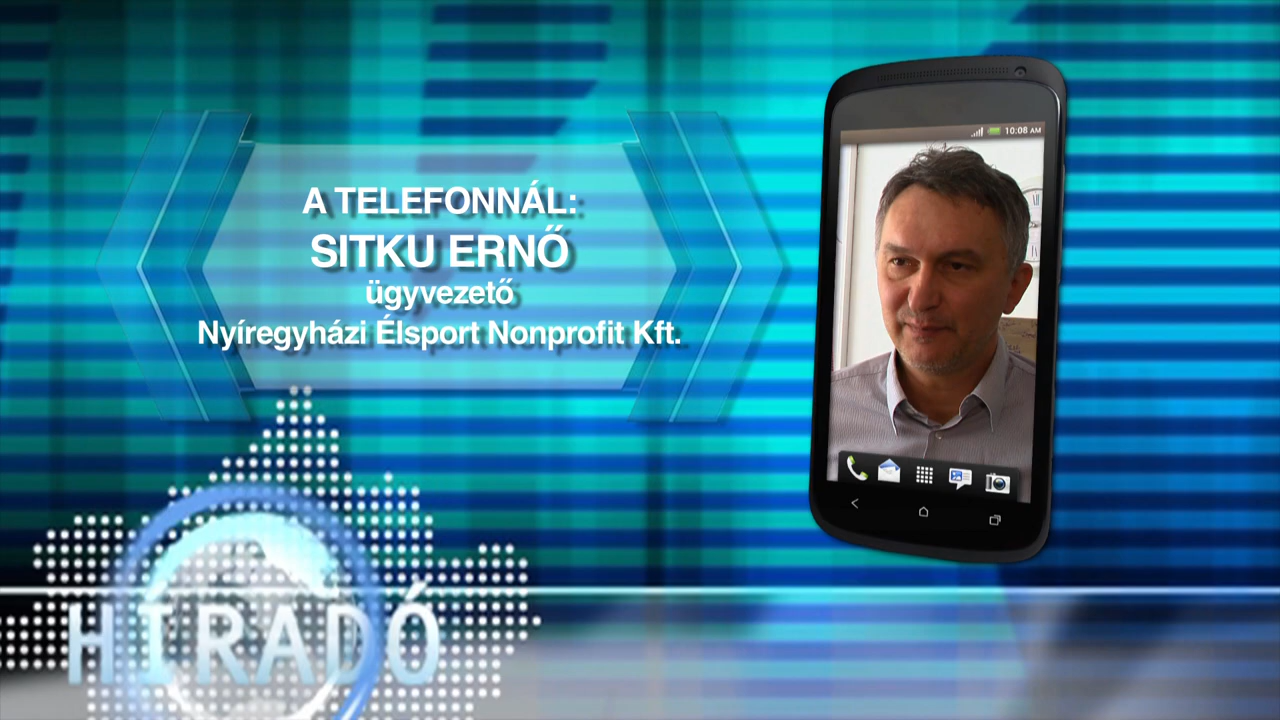 A TELEFONNÁL:
SITKU ERNŐ
ügyvezető
Nyíregyházi Élsport Nonprofit Kft.
10:08 AM
HÍRADÓ